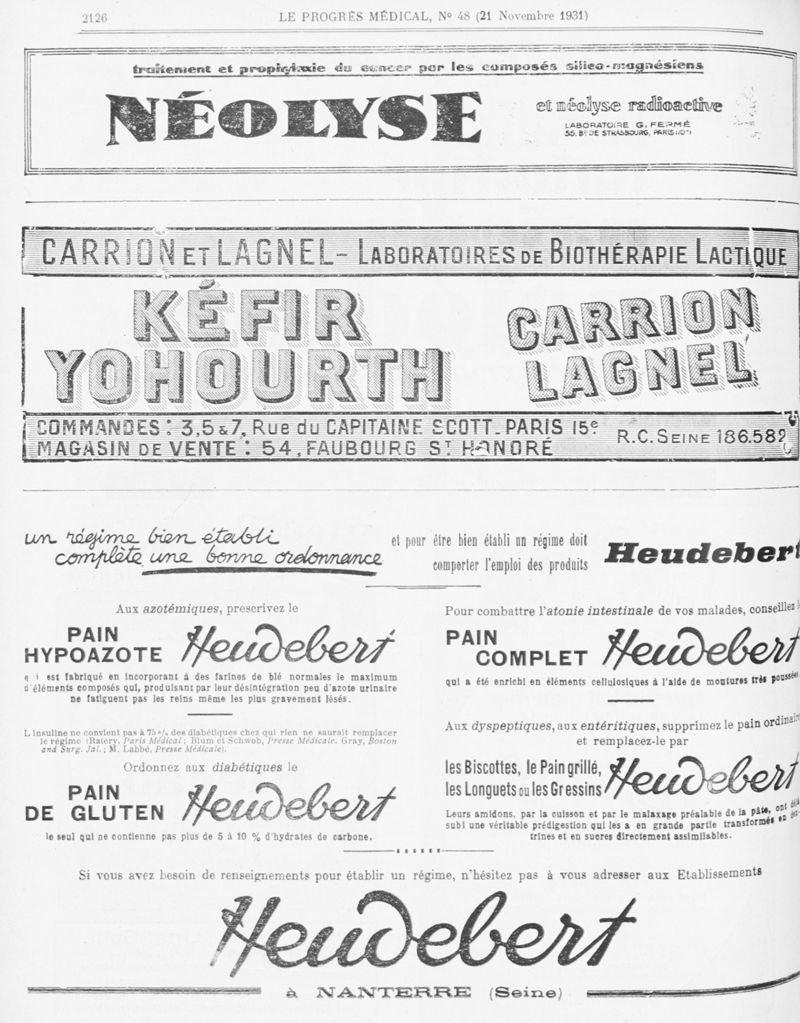 2126
LE PROGRÈS MÉDICAL, No 48 (21 Novembre 1931)
traitement et prophylaxie du cancer par les composés silico-magnésiens
NÉOLYSE
et néolyse radioactive
LABORATOIRE G. FERMÉ
55, Bd DE STRASBOURG, PARIS
CARRION ET LAGNEL - LABORATOIRES DE BIOTHÉRAPIE LACTIQUE
KÉFIR
YOHOURTH
CARRION
LAGNEL
COMMANDES : 3,5 & 7, Rue du CAPITAINE SCOTT. PARIS 15e
MAGASIN DE VENTE : 54, FAUBOURG ST HONORÉ
R.C. SEINE 186.582
un régime bien établi
complète une bonne ordonnance
et pour être bien établi un régime doit
comporter l'emploi des produits
Heudebert
Aux azotémiques, prescrivez le
PAIN
HYPOAZOTE
Heudebert
qui est fabriqué en incorporant à des farines de blé normales le maximum
d'éléments composés qui, produisant par leur désintégration peu d'azote urinaire
ne fatiguent pas les reins même les plus gravement lésés.
L'insuline ne convient pas à 75 % des diabétiques chez qui rien ne saurait remplacer
le régime (Ratery, Paris Médical ; Blum et Schwob, Presse Médicale. Gray, Boston
and Surg. Jal. ; M. Labbé, Presse Médicale).
Ordonnez aux diabétiques le
PAIN
DE GLUTEN
Heudebert
le seul qui ne contienne pas plus de 5 à 10 % d'hydrates de carbone.
Pour combattre l'atonie intestinale de vos malades, conseillez le
PAIN
COMPLET
Heudebert
qui a été enrichi en éléments cellulosiques à l'aide de moutures très poussées
Aux dyspeptiques, aux entéritiques, supprimez le pain ordinaire
et remplacez-le par
les Biscottes, le Pain grillé,
les Longuets ou les Gressins
Heudebert
Leurs amidons, par la cuisson et par le malaxage préalable de la pâte, ont déjà
subi une véritable prédigestion qui les a en grande partie transformés en dex-
trines et en sucres directement assimilables.
Si vous avez besoin de renseignements pour établir un régime, n'hésitez pas à vous adresser aux Etablissements
Heudebert
à NANTERRE (Seine)